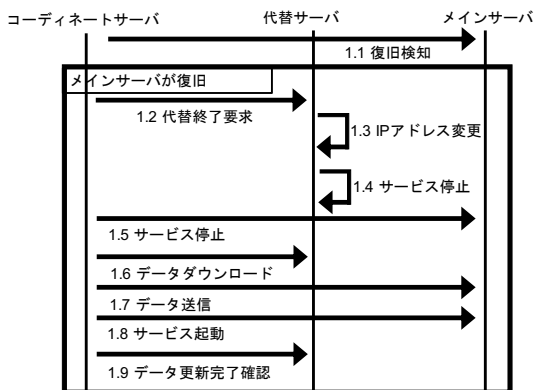 コーディネートサーバ
代替サーバ
メインサーバ
1.1 復旧検知
メインサーバが復旧
1.2 代替終了要求
1.3 IPアドレス変更
1.4 サービス停止
1.5 サービス停止
1.6 データダウンロード
1.7 データ送信
1.8 サービス起動
1.9 データ更新完了確認